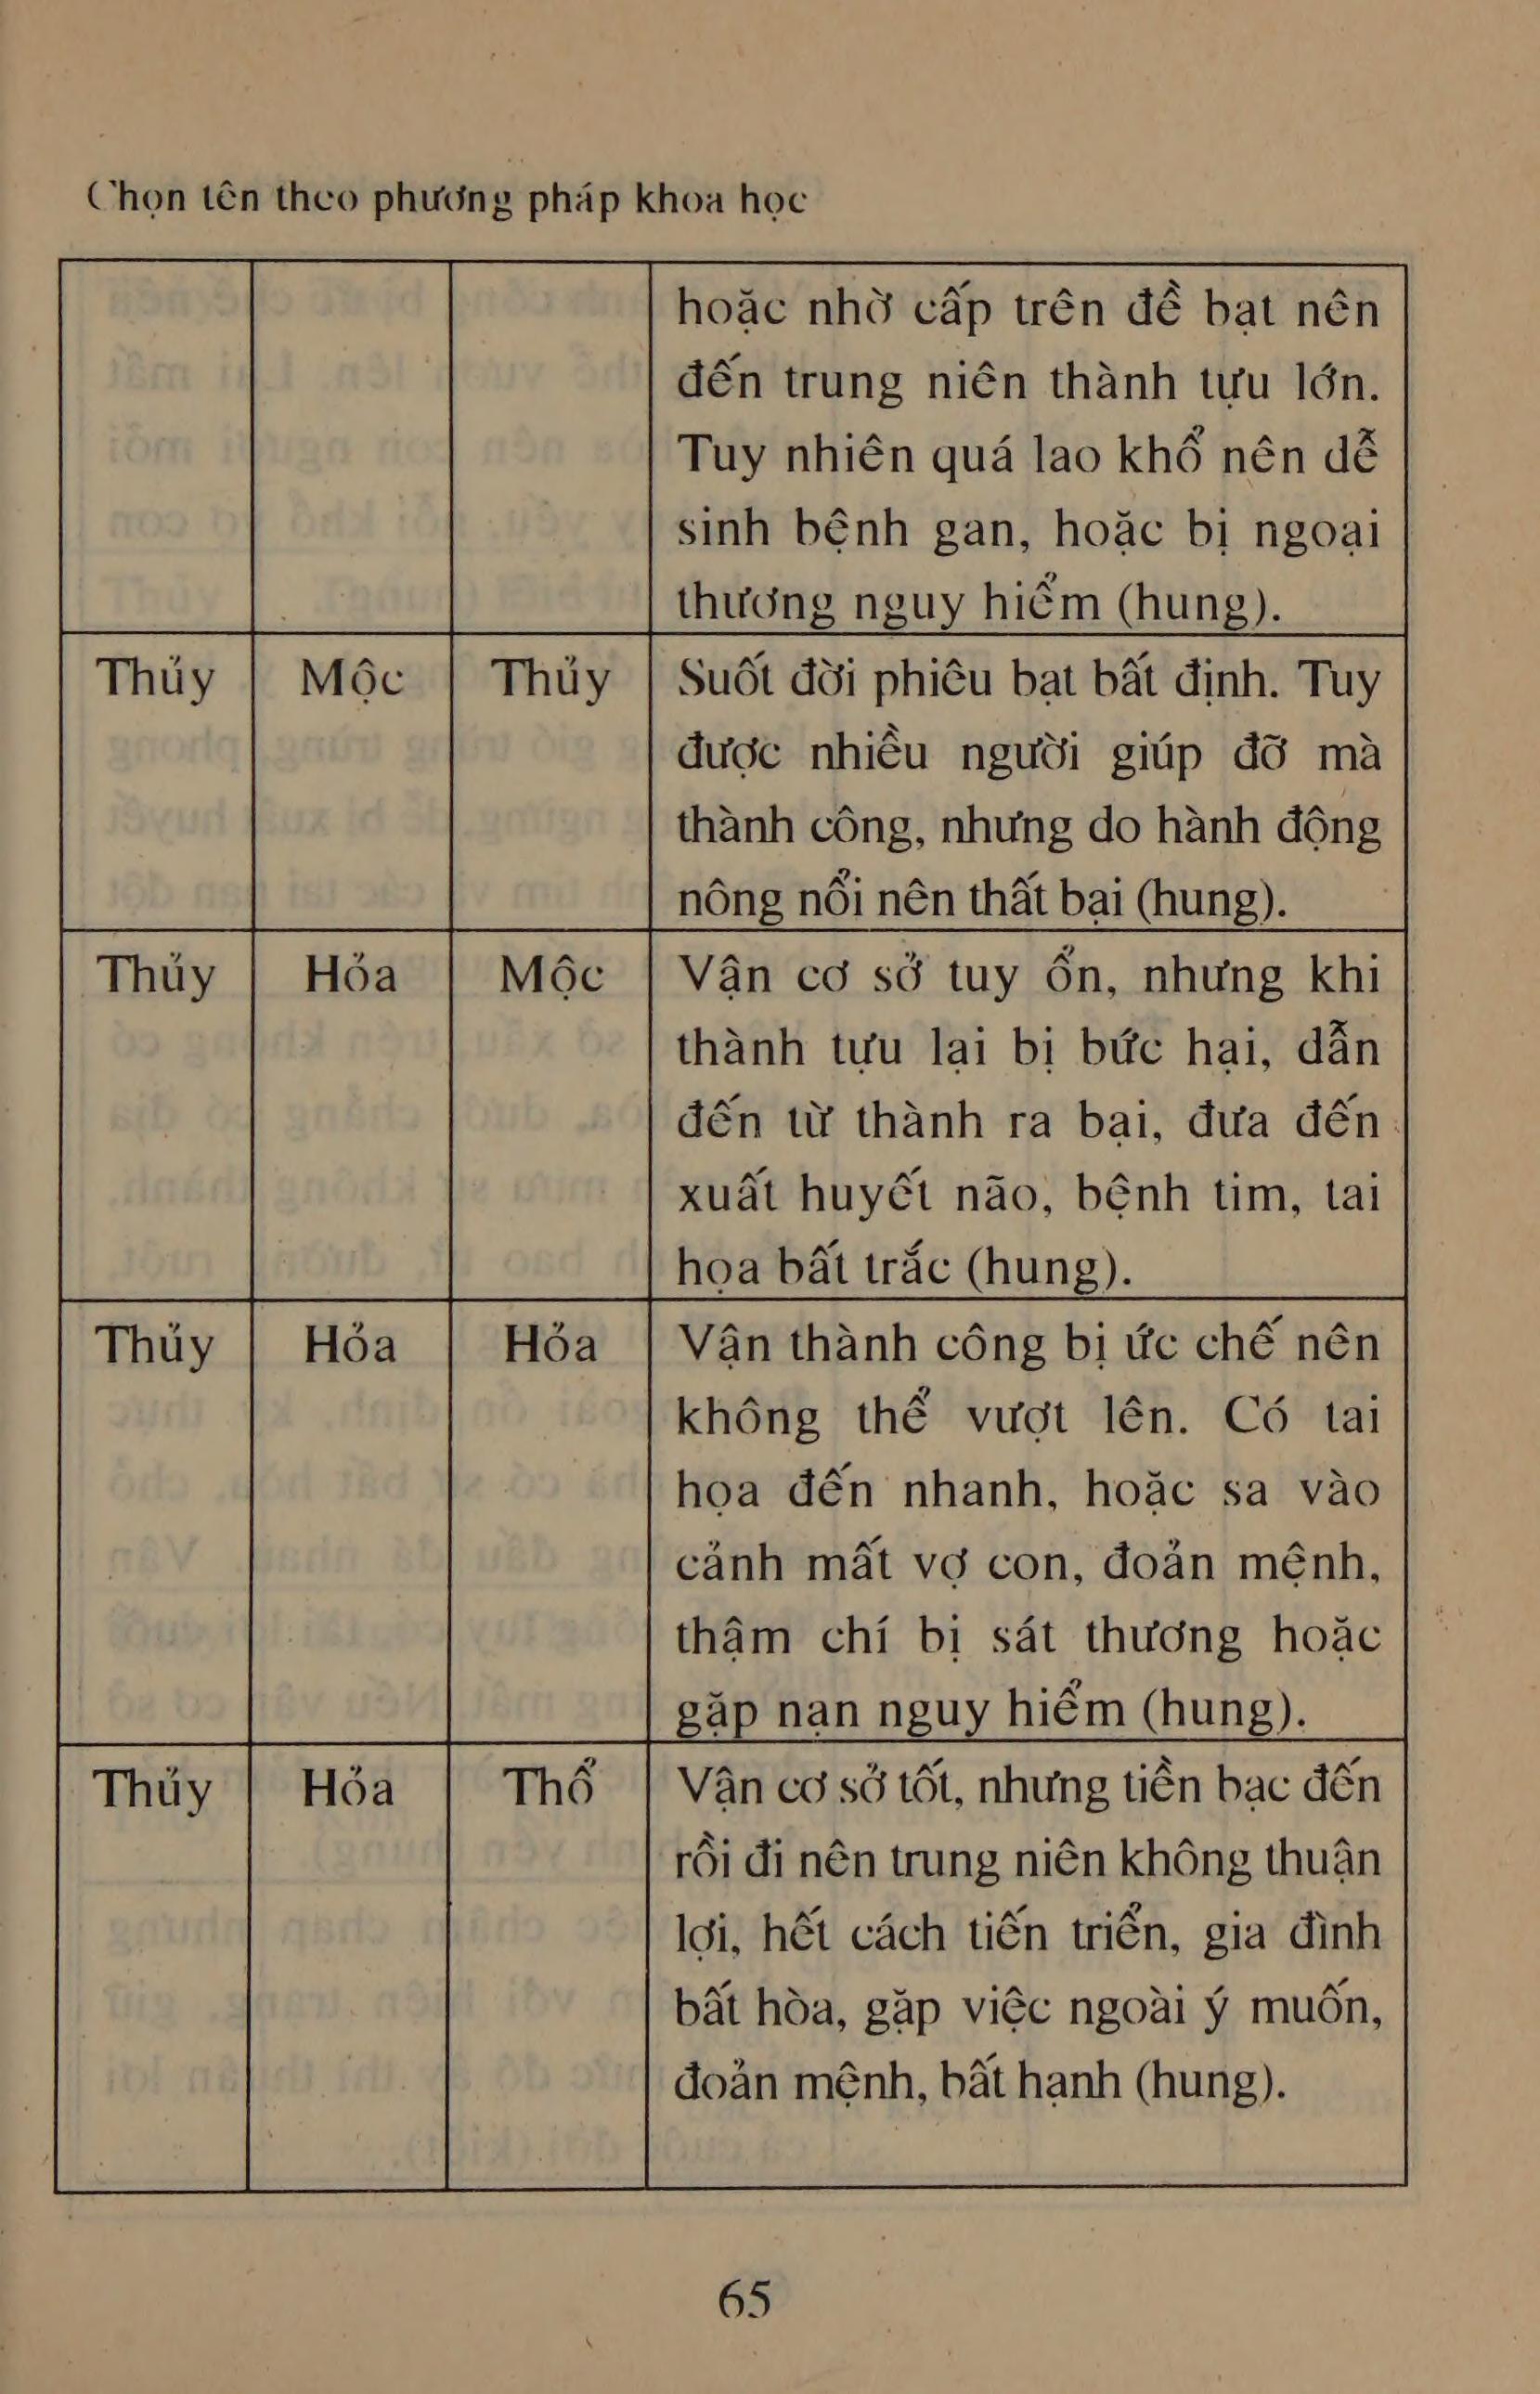 Chọn tên theo phương pháp khoa học
hoặc nhờ cấp trên đề bạt nên
đến trung niên thành tựu lớn.
Tuy nhiên quá lao khổ nên dễ
sinh bệnh gan, hoặc bị ngoại
thương nguy hiểm (hung).
Thủy Mộc Thủy Suốt đời phiêu bạt bất định. Tuy
được nhiều người giúp đỡ mà
thành công, nhưng do hành động
nông nổi nên thất bại (hung).
Thủy Hỏa Mộc Vận cơ sở tuy ổn, nhưng khi
thành tựu lại bị bức hại, dẫn
đến từ thành ra bại, đưa đến
xuất huyết não, bệnh tim, tai
họa bất trắc (hung).
Thủy Hỏa Hỏa Vận thành công bị ức chế nên
không thể vượt lên. Có tai
họa đến nhanh, hoặc sa vào
cảnh mất vợ con, đoản mệnh,
thậm chí bị sát thương hoặc
gặp nạn nguy hiểm (hung).
Thủy Hỏa Thổ Vận cơ sở tốt, nhưng tiền bạc đến
rồi đi nên trung niên không thuận
lợi, hết cách tiến triển, gia đình
bất hòa, gặp việc ngoài ý muốn,
đoản mệnh, bất hạnh (hung).
65